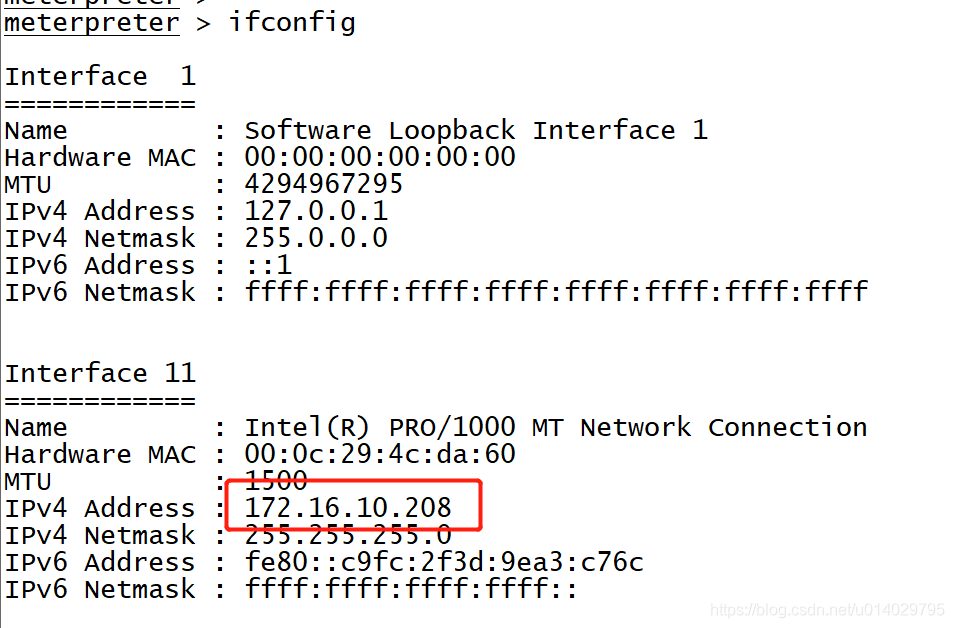 meterpreter >
meterpreter > ifconfig
Interface  1
============
Name         : Software Loopback Interface 1
Hardware MAC : 00:00:00:00:00:00
MTU          : 4294967295
IPv4 Address : 127.0.0.1
IPv4 Netmask : 255.0.0.0
IPv6 Address : ::1
IPv6 Netmask : ffff:ffff:ffff:ffff:ffff:ffff:ffff:ffff
Interface 11
============
Name         : Intel(R) PRO/1000 MT Network Connection
Hardware MAC : 00:0c:29:4c:da:60
MTU          : 1500
IPv4 Address : 172.16.10.208
IPv4 Netmask : 255.255.255.0
IPv6 Address : fe80::c9fc:2f3d:9ea3:c76c
IPv6 Netmask : ffff:ffff:ffff:ffff::
https://blog.csdn.net/u014029795